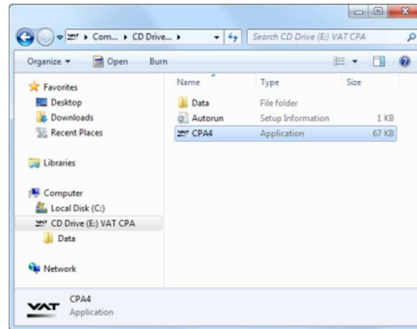 Com... CD Drive...
Search CD Drive (E:) VAT CPA
Organize Open Burn
Name Type Size
Favorites
Desktop
Downloads
Recent Places
Libraries
Computer
Local Disk (C:)
CD Drive (E:) VAT CPA
Data
Network
Data File folder
Autorun Setup Information 1 KB
CPA4 Application 67 KB
VAT
CPA4
Application